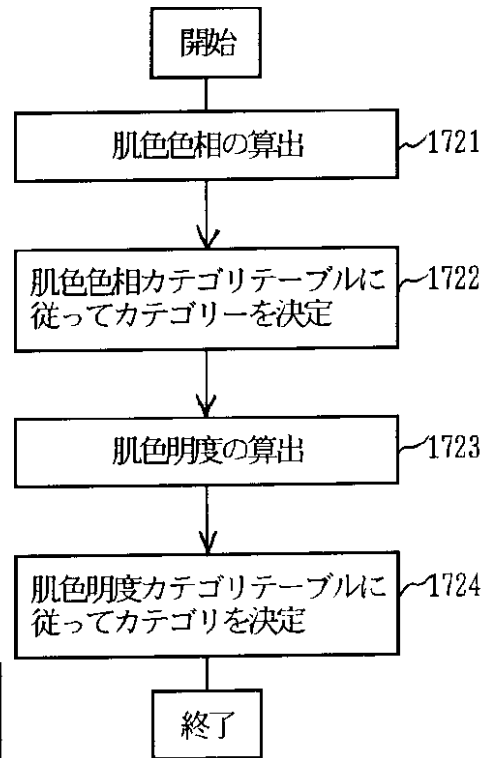 開始
肌色色相の算出
1721
肌色色相カテゴリテーブルに
従ってカテゴリーを決定
1722
肌色明度の算出
1723
肌色明度カテゴリテーブルに
従ってカテゴリを決定
1724
終了